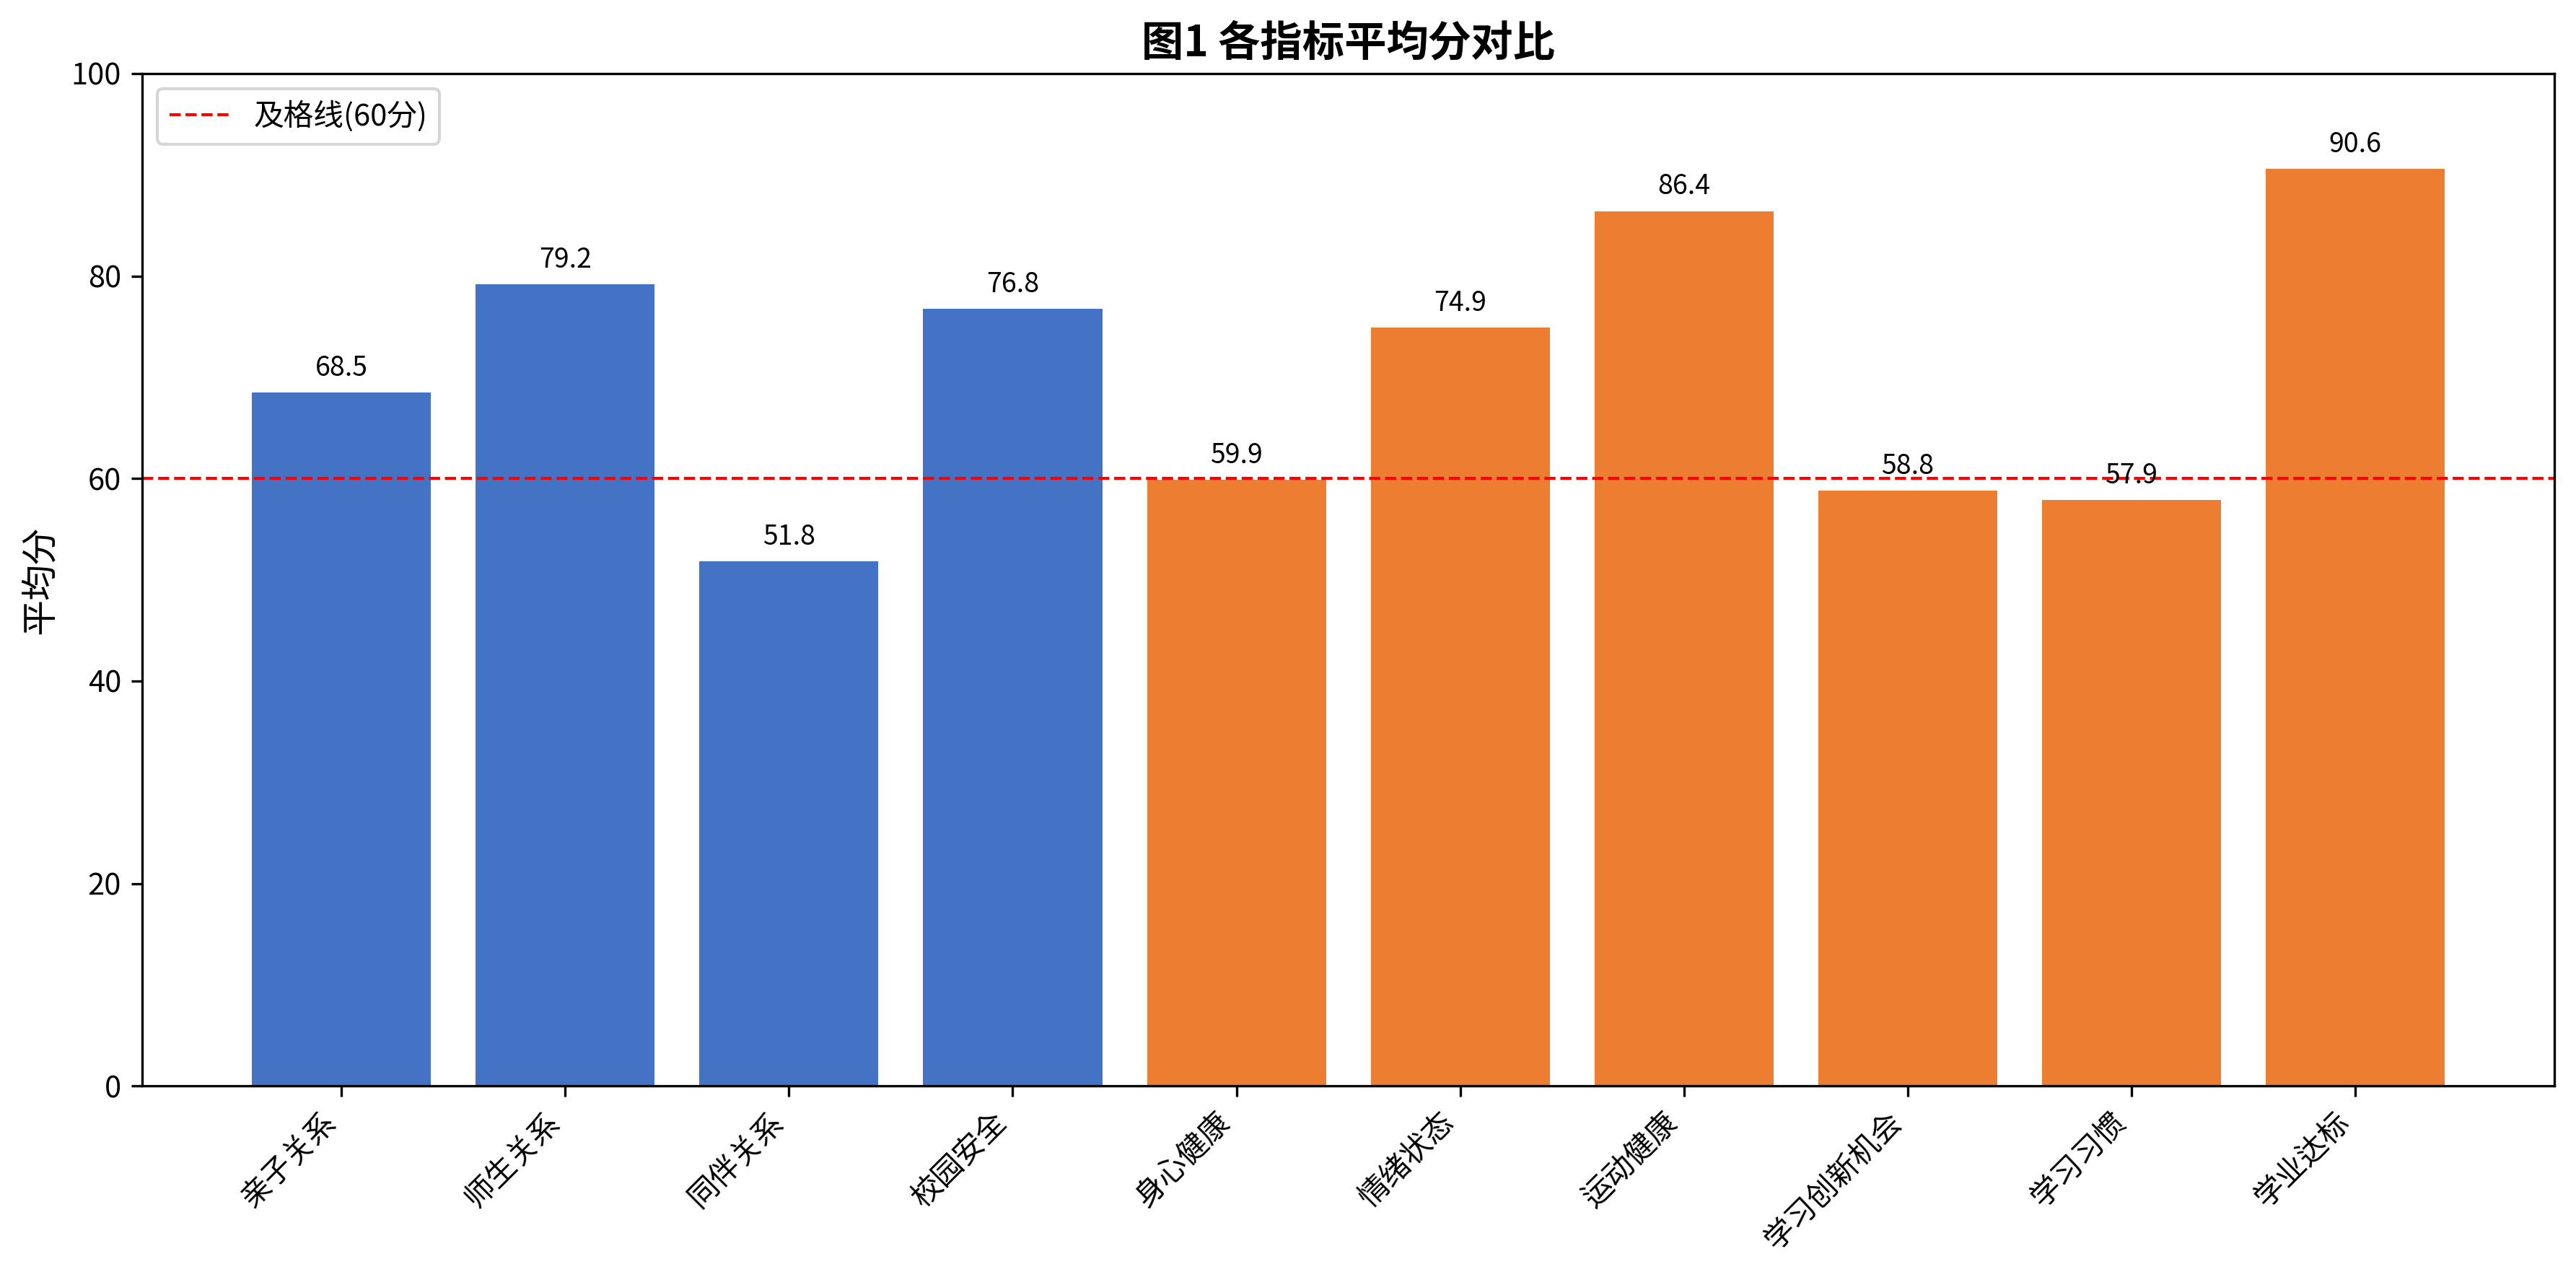 图1 各指标平均分对比
及格线(60分)
平均分
100
80
60
40
20
0
68.5
79.2
51.8
76.8
59.9
74.9
86.4
58.8
57.9
90.6
亲子关系
师生关系
同伴关系
校园安全
身心健康
情绪状态
运动健康
学习创新机会
学习习惯
学业达标